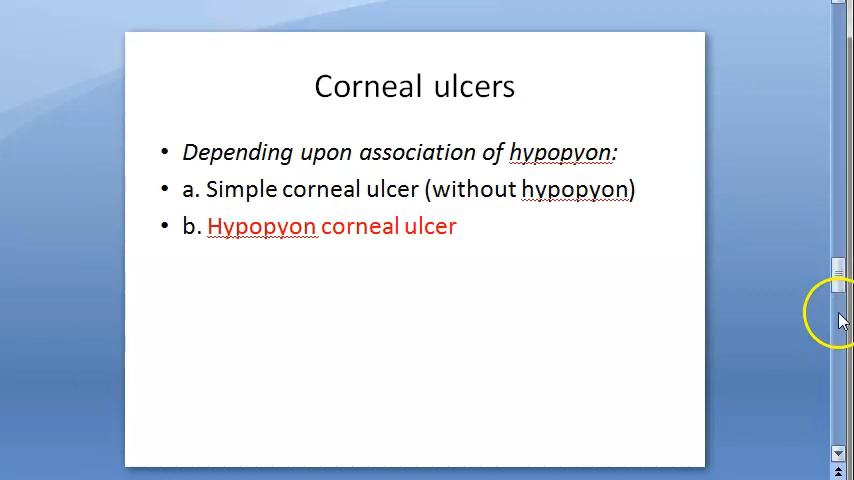 Corneal ulcers
• Depending upon association of hypopyon:
• a. Simple corneal ulcer (without hypopyon)
• b. Hypopyon corneal ulcer